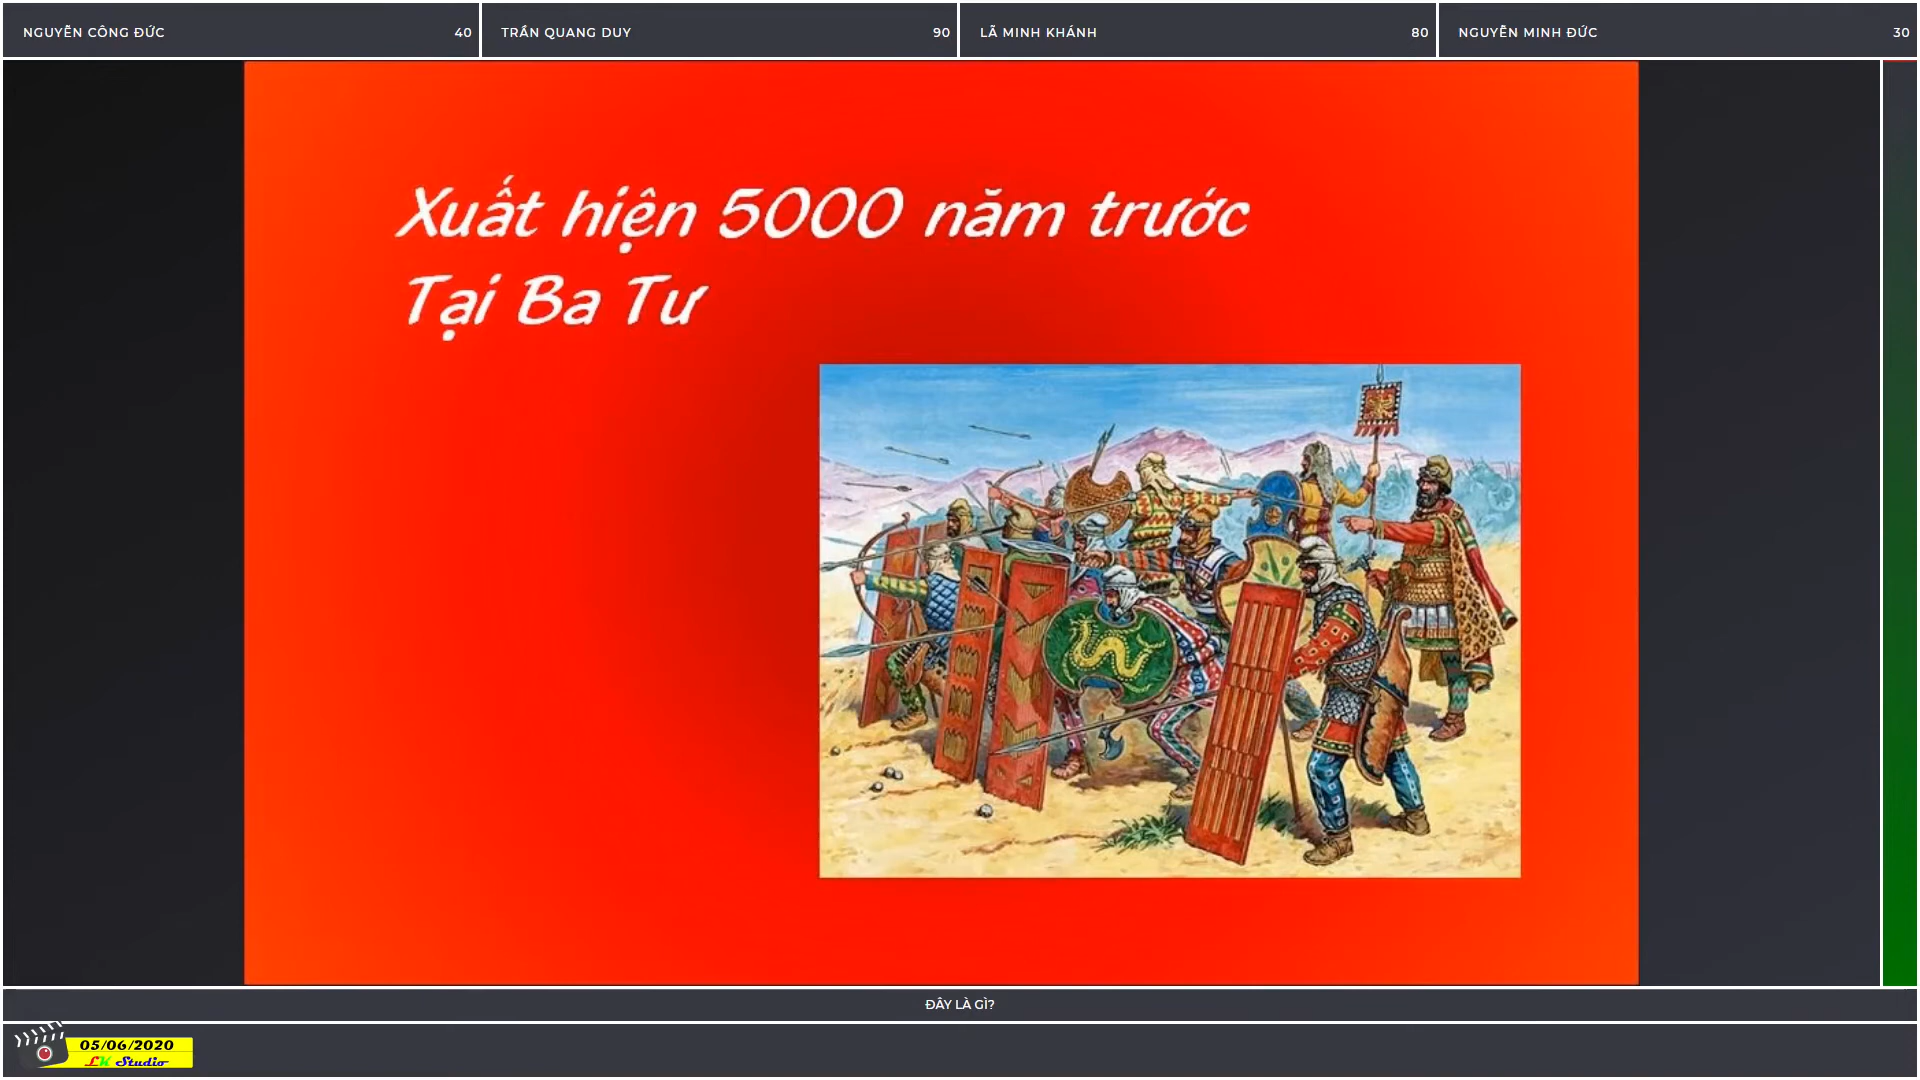 NGUYỄN CÔNG ĐỨC 40 TRẦN QUANG DUY 90 LÃ MINH KHÁNH 80 NGUYỄN MINH ĐỨC 30
Xuất hiện 5000 năm trước
Tại Ba Tư
ĐÂY LÀ GÌ?
05/06/2020
LK Studio